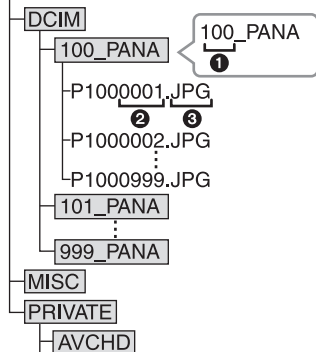 DCIM
100_PANA
100_PANA
❶
P1000001.JPG
❷ ❸
P1000002.JPG
P1000999.JPG
101_PANA
999_PANA
MISC
PRIVATE
AVCHD